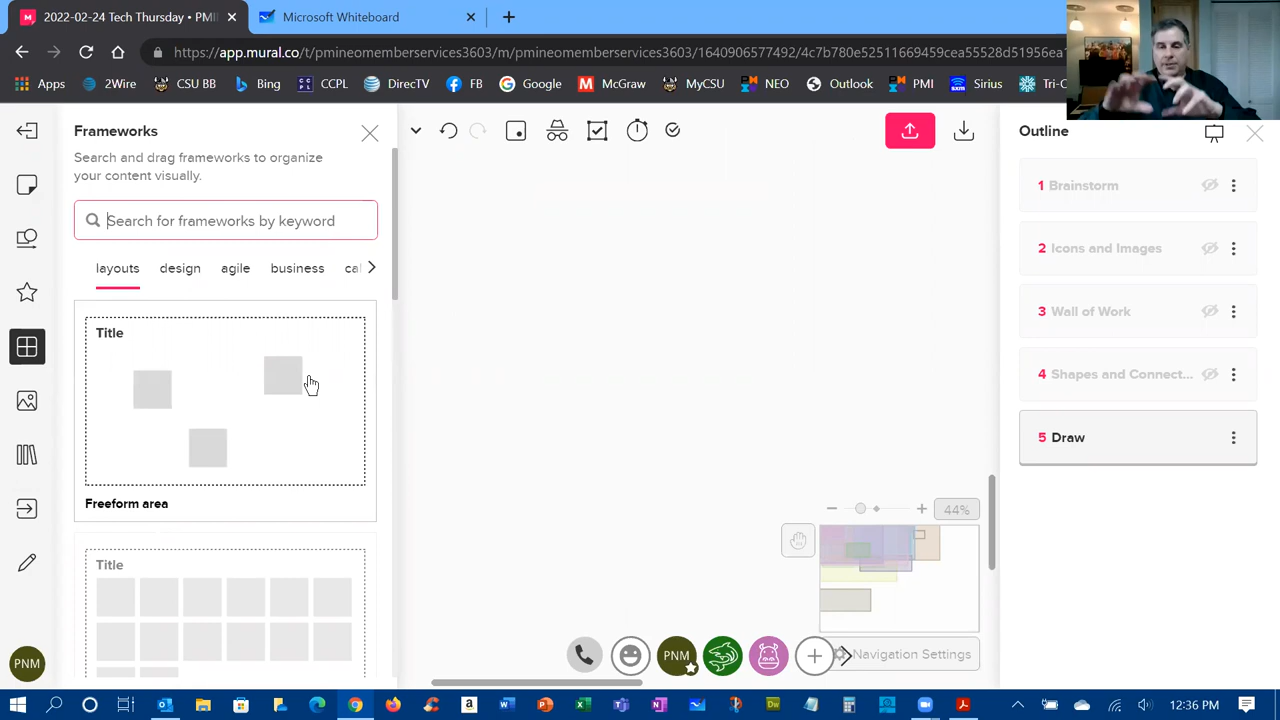 2022-02-24 Tech Thursday • PMI
Microsoft Whiteboard
https://app.mural.co/t/pmineomemberservices3603/m/pmineomemberservices3603/1640906577492/4c7b780e52511669459cea55528d51956ea1
Apps
2Wire
CSU BB
Bing
CCPL
DirecTV
FB
Google
McGraw
MyCSU
NEO
Outlook
PMI
Sirius
Tri-C
Frameworks
Search and drag frameworks to organize
your content visually.
Search for frameworks by keyword
layouts
design
agile
business
cal
Title
Freeform area
Title
Outline
1 Brainstorm
2 Icons and Images
3 Wall of Work
4 Shapes and Connect...
5 Draw
44%
PNM
PNM
Navigation Settings
12:36 PM